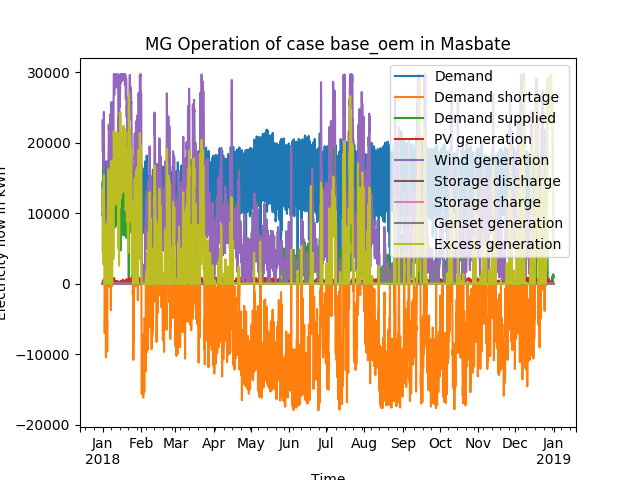 MG Operation of case base_oem in Masbate
30000
20000
10000
0
−10000
−20000
Electricity flow in kWh
Demand
Demand shortage
Demand supplied
PV generation
Wind generation
Storage discharge
Storage charge
Genset generation
Excess generation
Jan Feb Mar Apr May Jun Jul Aug Sep Oct Nov Dec Jan
2018 2019
Time